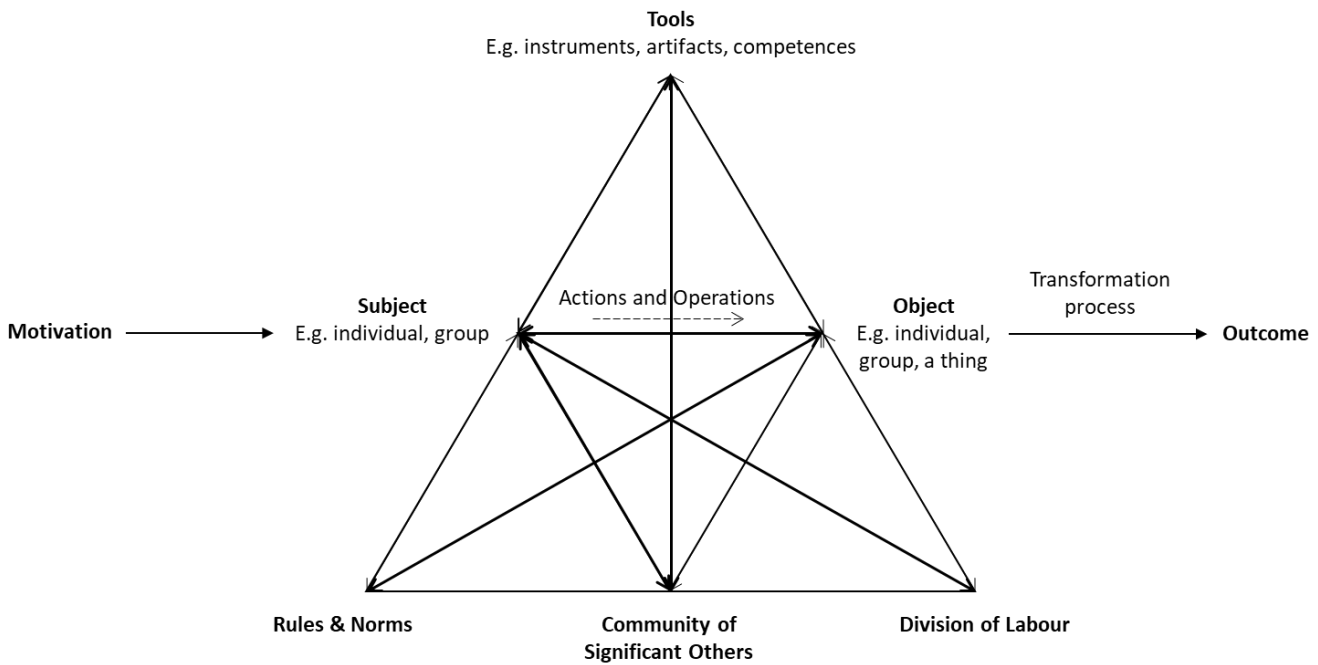 Tools
E.g. instruments, artifacts, competences
Actions and Operations
Transformation
process
Motivation
Subject
E.g. individual, group
Object
E.g. individual,
group, a thing
Outcome
Rules & Norms
Community of
Significant Others
Division of Labour